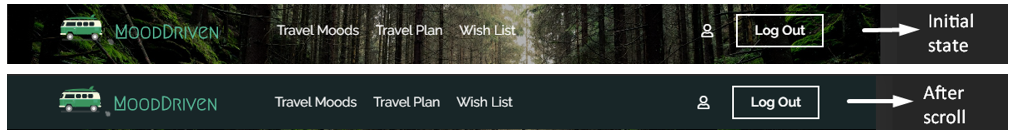 MOODDRIVEN Travel Moods Travel Plan Wish List Log Out
Initial
state
MOODDRIVEN Travel Moods Travel Plan Wish List Log Out
After
scroll